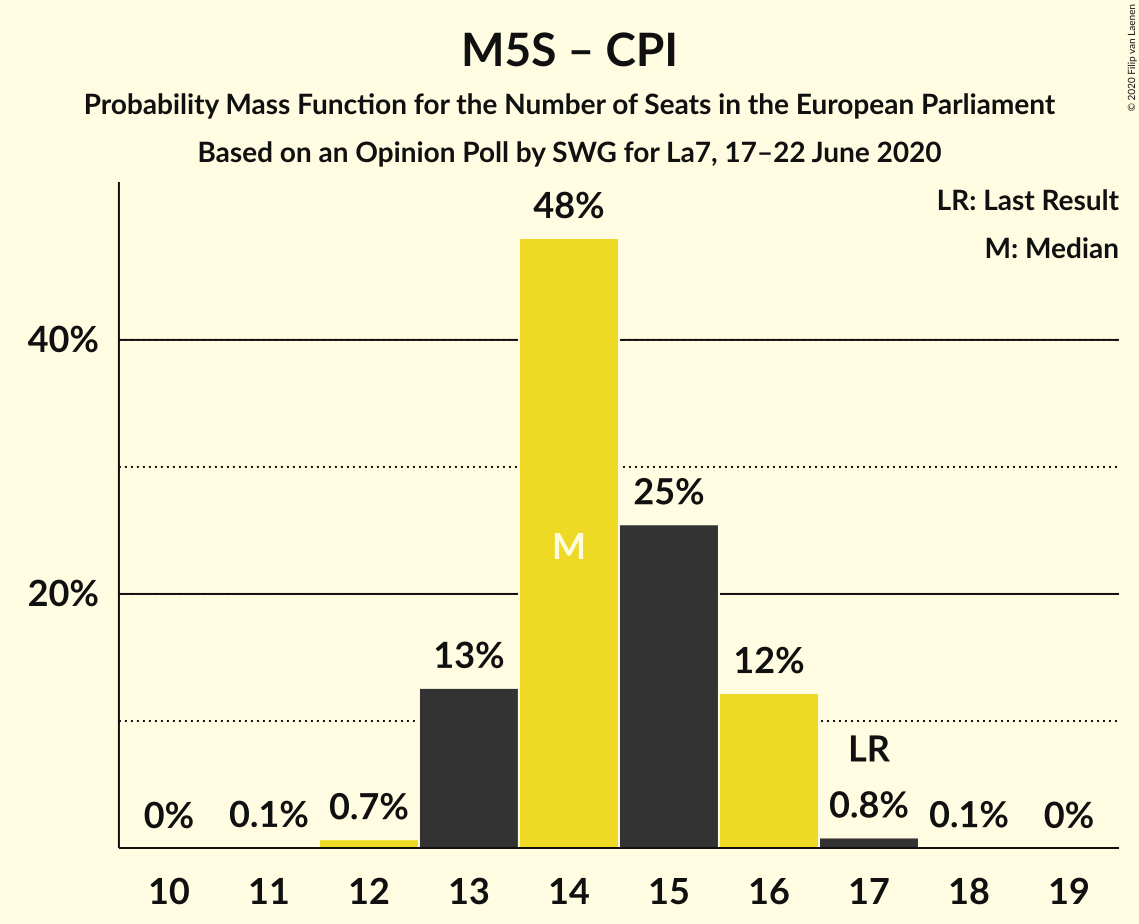 M5S – CPI
Probability Mass Function for the Number of Seats in the European Parliament
Based on an Opinion Poll by SWG for La7, 17–22 June 2020
© 2020 Filip van Laenen
LR: Last Result
M: Median
48%
40%
25%
M
20%
13%
12%
LR
0%
0.1%
0.7%
0.8%
0.1%
0%
10 11 12 13 14 15 16 17 18 19